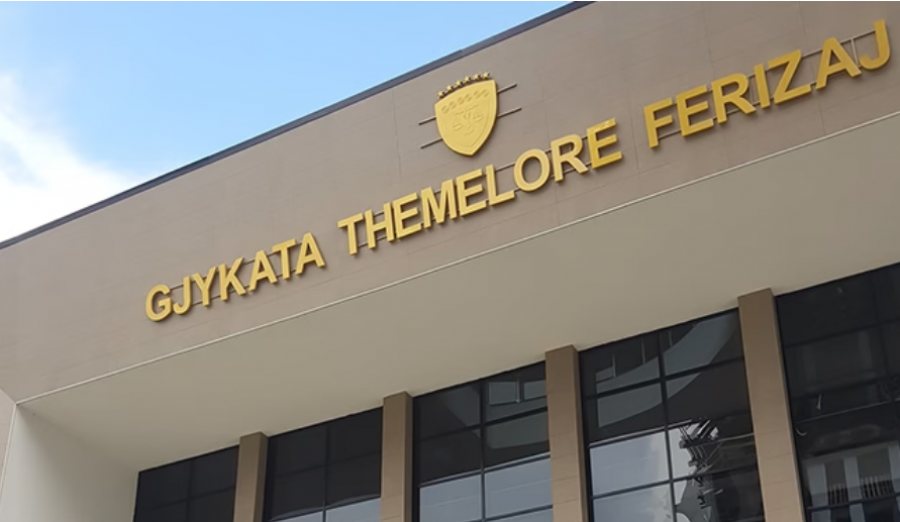 GJYKATA THEMELORE FERIZAJ